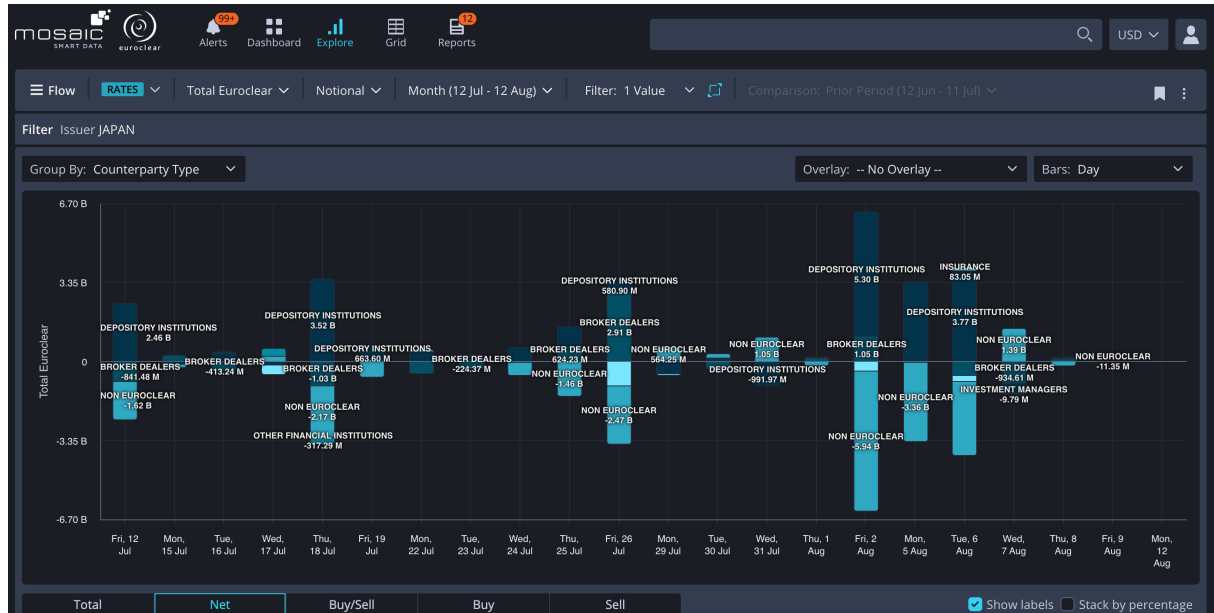 mosaic
SMART DATA
euroclear
99+
Alerts
Dashboard
Explore
Grid
12
Reports
USD
Flow
RATES
Total Euroclear
Notional
Month (12 Jul - 12 Aug)
Filter: 1 Value
Comparison: Prior Period (12 Jun - 11 Jul)
Filter Issuer JAPAN
Group By: Counterparty Type
Overlay: -- No Overlay --
Bars: Day
Total Euroclear
6.70 B
3.35 B
0
-3.35 B
-6.70 B
DEPOSITORY INSTITUTIONS
2.46 B
BROKER DEALERS
-841.48 M
NON EUROCLEAR
-1.62 B
BROKER DEALERS
-413.24 M
DEPOSITORY INSTITUTIONS
3.52 B
BROKER DEALERS
-1.03 B
NON EUROCLEAR
-2.17 B
OTHER FINANCIAL INSTITUTIONS
-317.29 M
DEPOSITORY INSTITUTIONS
663.60 M
BROKER DEALERS
-224.37 M
BROKER DEALERS
624.23 M
NON EUROCLEAR
-1.46 B
DEPOSITORY INSTITUTIONS
580.90 M
BROKER DEALERS
2.91 B
NON EUROCLEAR
-2.47 B
NON EUROCLEAR
564.25 M
DEPOSITORY INSTITUTIONS
-991.97 M
NON EUROCLEAR
1.05 B
DEPOSITORY INSTITUTIONS
5.30 B
BROKER DEALERS
1.05 B
NON EUROCLEAR
-5.94 B
NON EUROCLEAR
-3.36 B
INSURANCE
83.05 M
DEPOSITORY INSTITUTIONS
3.77 B
NON EUROCLEAR
1.39 B
BROKER DEALERS
-934.61 M
INVESTMENT MANAGERS
-9.79 M
NON EUROCLEAR
-11.35 M
Fri, 12 Jul
Mon, 15 Jul
Tue, 16 Jul
Wed, 17 Jul
Thu, 18 Jul
Fri, 19 Jul
Mon, 22 Jul
Tue, 23 Jul
Wed, 24 Jul
Thu, 25 Jul
Fri, 26 Jul
Mon, 29 Jul
Tue, 30 Jul
Wed, 31 Jul
Thu, 1 Aug
Fri, 2 Aug
Mon, 5 Aug
Tue, 6 Aug
Wed, 7 Aug
Thu, 8 Aug
Fri, 9 Aug
Mon, 12 Aug
Total
Net
Buy/Sell
Buy
Sell
Show labels
Stack by percentage